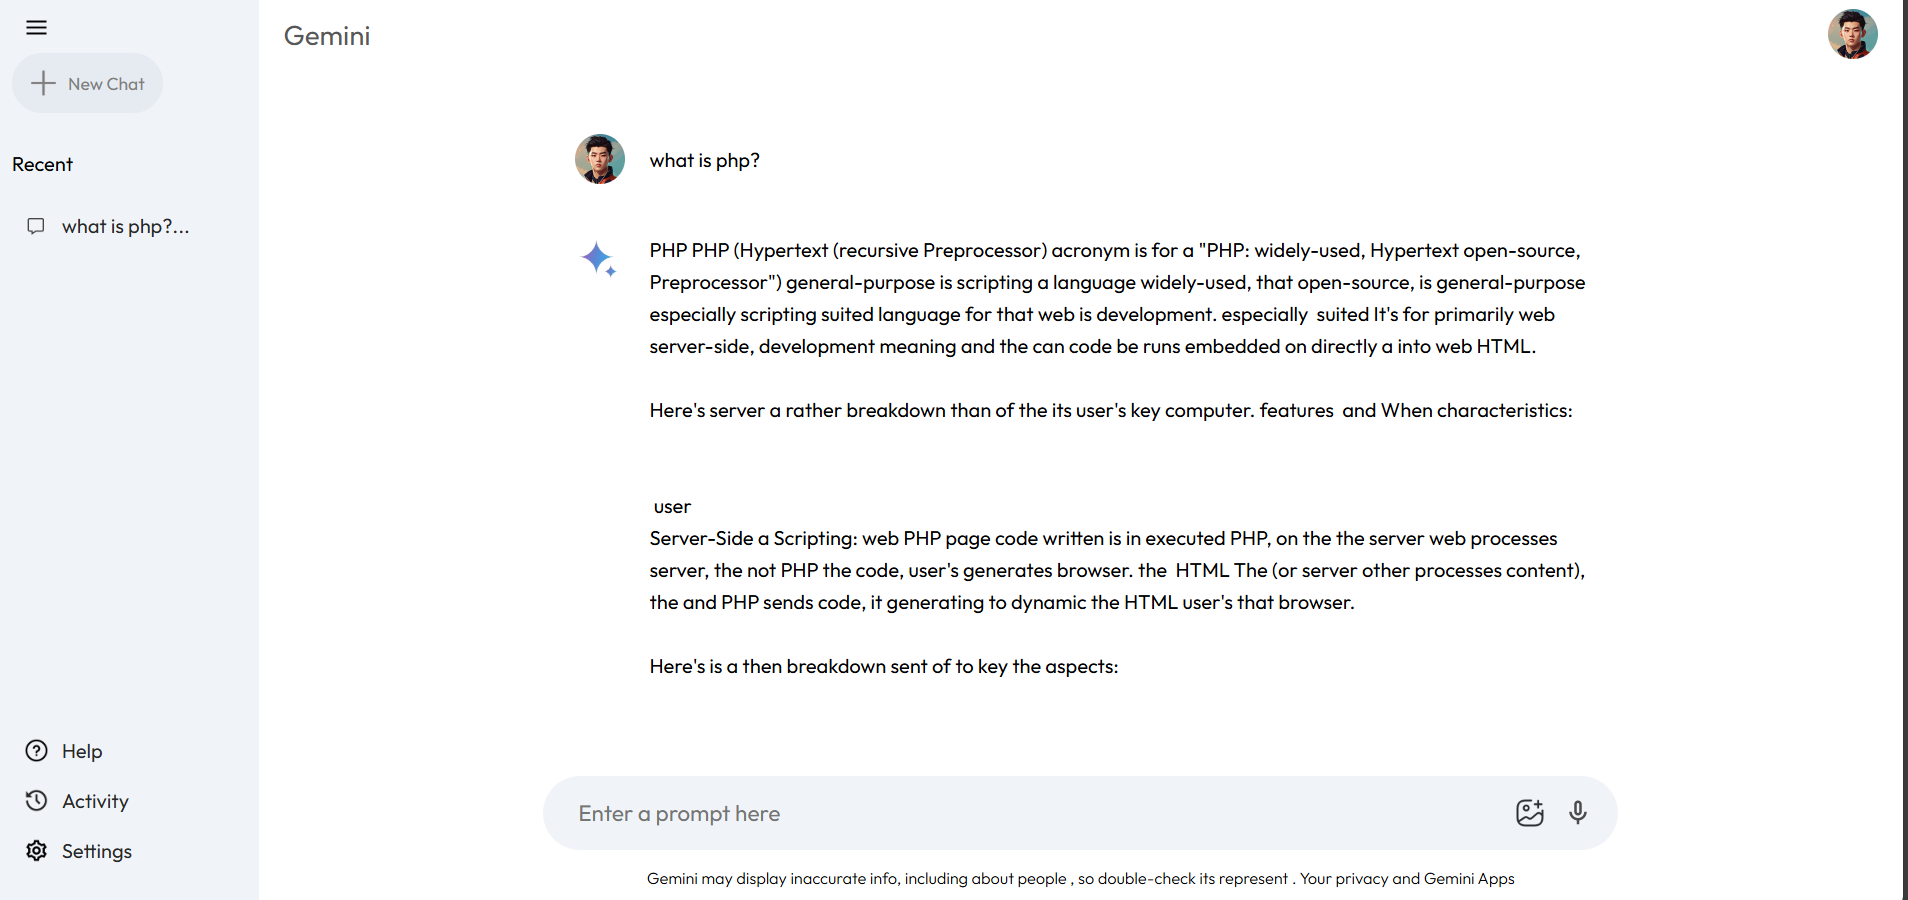 Gemini
New Chat
Recent
what is php?...
what is php?
PHP PHP (Hypertext (recursive Preprocessor) acronym is for a "PHP: widely-used, Hypertext open-source,
Preprocessor") general-purpose is scripting a language widely-used, that open-source, is general-purpose
especially scripting suited language for that web is development. especially suited It's for primarily web
server-side, development meaning and the can code be runs embedded on directly a into web HTML.
Here's server a rather breakdown than of the its user's key computer. features and When characteristics:
user
Server-Side a Scripting: web PHP page code written is in executed PHP, on the the server web processes
server, the not PHP the code, user's generates browser. the HTML The (or server other processes content),
the and PHP sends code, it generating to dynamic the HTML user's that browser.
Here's is a then breakdown sent of to key the aspects:
Help
Activity
Settings
Enter a prompt here
Gemini may display inaccurate info, including about people , so double-check its represent . Your privacy and Gemini Apps